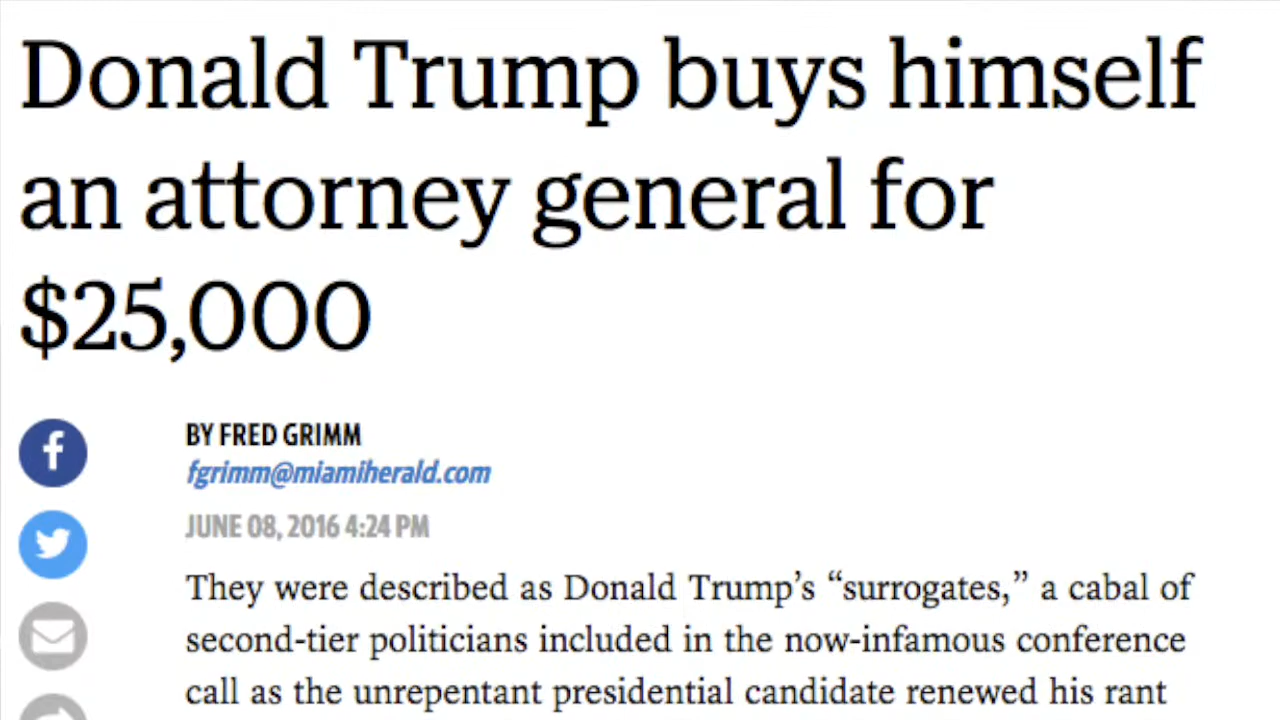 Donald Trump buys himself
an attorney general for
$25,000
BY FRED GRIMM
fgrimm@miamiherald.com
JUNE 08, 2016 4:24 PM
They were described as Donald Trump’s “surrogates,” a cabal of
second-tier politicians included in the now-infamous conference
call as the unrepentant presidential candidate renewed his rant